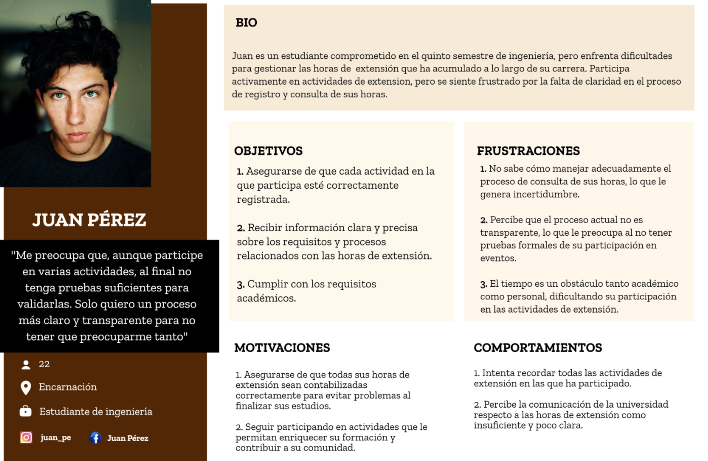 JUAN PÉREZ
"Me preocupa que, aunque participe
en varias actividades, al final no
tenga pruebas suficientes para
validarlas. Solo quiero un proceso
más claro y transparente para no
tener que preocuparme tanto"
22
Encarnación
Estudiante de ingeniería
juan_pe
Juan Pérez
BIO
Juan es un estudiante comprometido en el quinto semestre de ingeniería, pero enfrenta dificultades
para gestionar las horas de extensión que ha acumulado a lo largo de su carrera. Participa
activamente en actividades de extension, pero se siente frustrado por la falta de claridad en el proceso
de registro y consulta de sus horas.
OBJETIVOS
1. Asegurarse de que cada actividad en la
que participa esté correctamente
registrada.
2. Recibir información clara y precisa
sobre los requisitos y procesos
relacionados con las horas de extensión.
3. Cumplir con los requisitos
académicos.
FRUSTRACIONES
1. No sabe cómo manejar adecuadamente el
proceso de consulta de sus horas, lo que le
genera incertidumbre.
2. Percibe que el proceso actual no es
transparente, lo que le preocupa al no tener
pruebas formales de su participación en
eventos.
3. El tiempo es un obstáculo tanto académico
como personal, dificultando su participación
en las actividades de extensión.
MOTIVACIONES
1. Asegurarse de que todas sus horas de
extensión sean contabilizadas
correctamente para evitar problemas al
finalizar sus estudios.
2. Seguir participando en actividades que le
permitan enriquecer su formación y
contribuir a su comunidad.
COMPORTAMIENTOS
1. Intenta recordar todas las actividades de
extensión en las que ha participado.
2. Percibe la comunicación de la universidad
respecto a las horas de extensión como
insuficiente y poco clara.